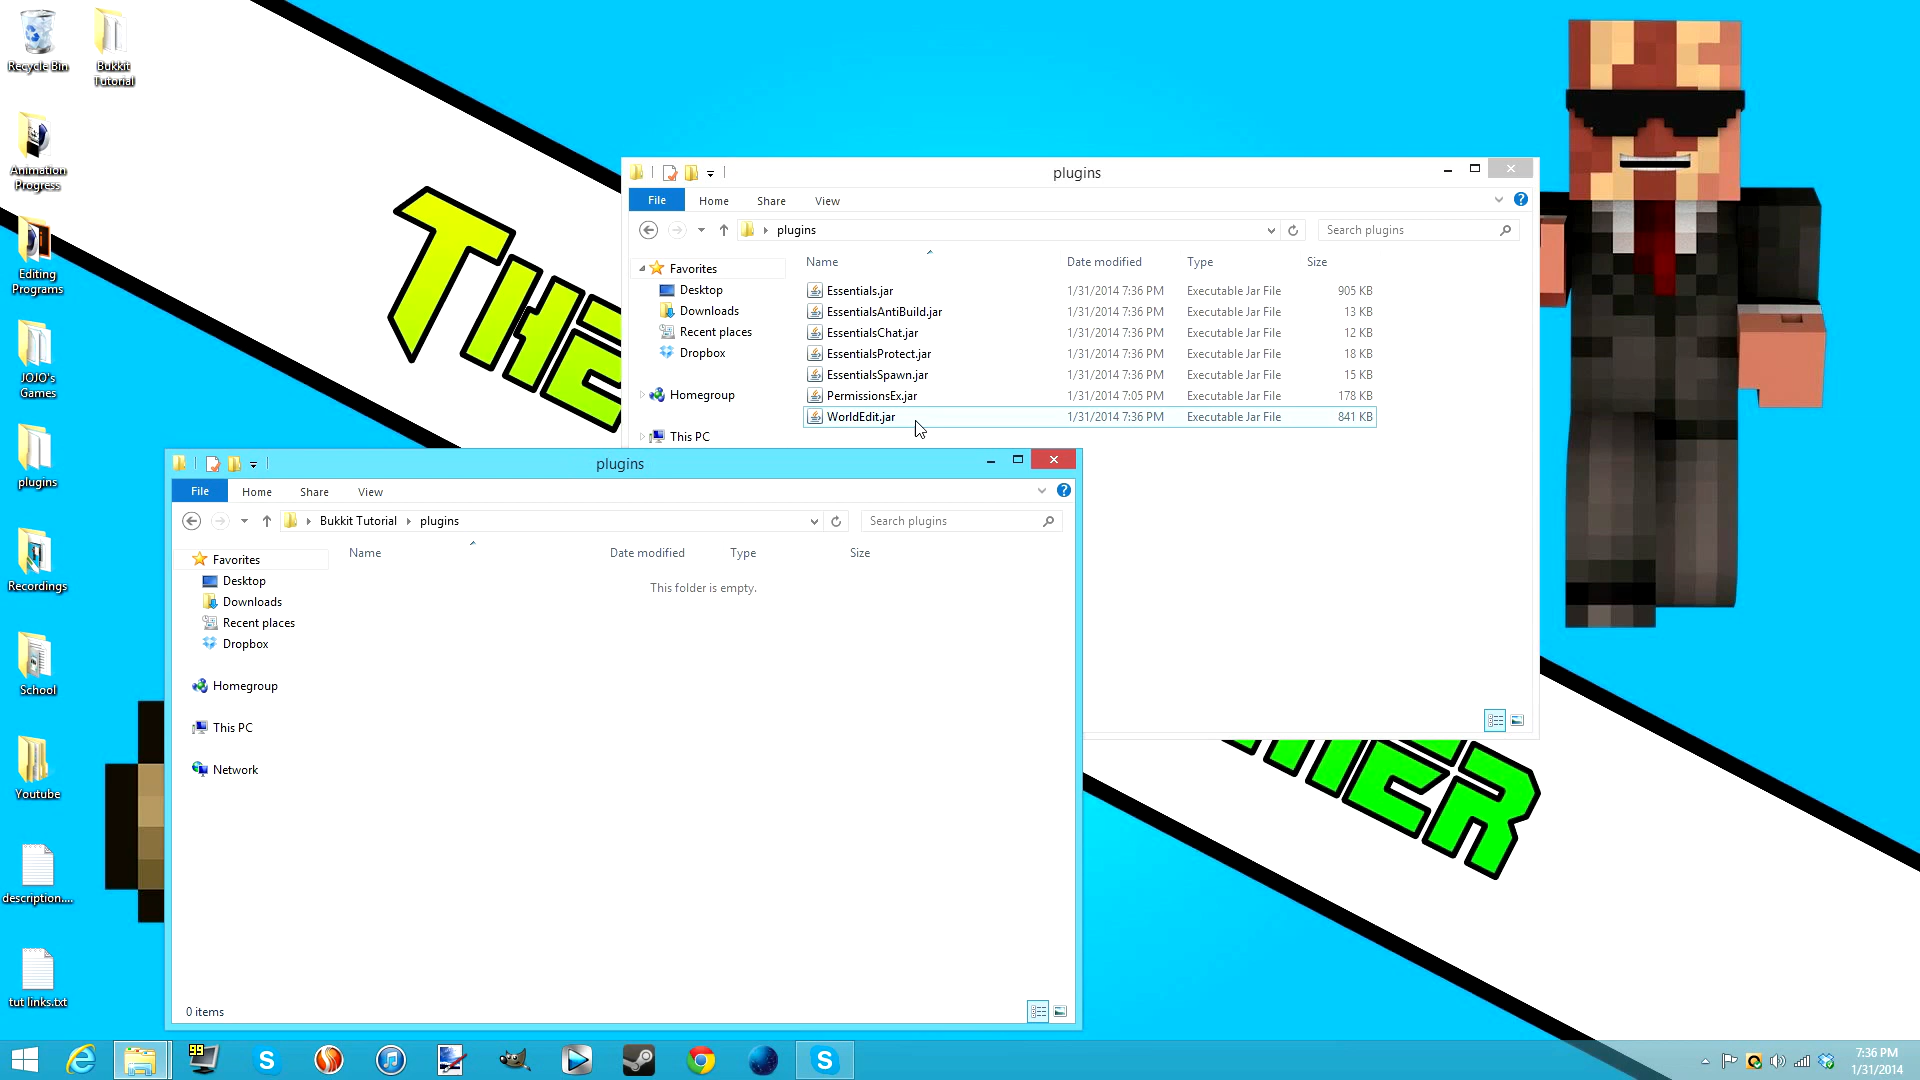 Recycle Bin
Bukkit
Tutorial
Animation
Progress
Editing
Programs
JOJO's
Games
plugins
Recordings
School
Youtube
description....
tut links.txt
plugins
File Home Share View
plugins
Search plugins
Name Date modified Type Size
Favorites
Desktop
Downloads
Recent places
Dropbox
Homegroup
This PC
Essentials.jar 1/31/2014 7:36 PM Executable Jar File 905 KB
EssentialsAntiBuild.jar 1/31/2014 7:36 PM Executable Jar File 13 KB
EssentialsChat.jar 1/31/2014 7:36 PM Executable Jar File 12 KB
EssentialsProtect.jar 1/31/2014 7:36 PM Executable Jar File 18 KB
EssentialsSpawn.jar 1/31/2014 7:36 PM Executable Jar File 15 KB
PermissionsEx.jar 1/31/2014 7:05 PM Executable Jar File 178 KB
WorldEdit.jar 1/31/2014 7:36 PM Executable Jar File 841 KB
plugins
File Home Share View
Bukkit Tutorial plugins
Search plugins
Name Date modified Type Size
This folder is empty.
Favorites
Desktop
Downloads
Recent places
Dropbox
Homegroup
This PC
Network
0 items
99
7:36 PM
1/31/2014